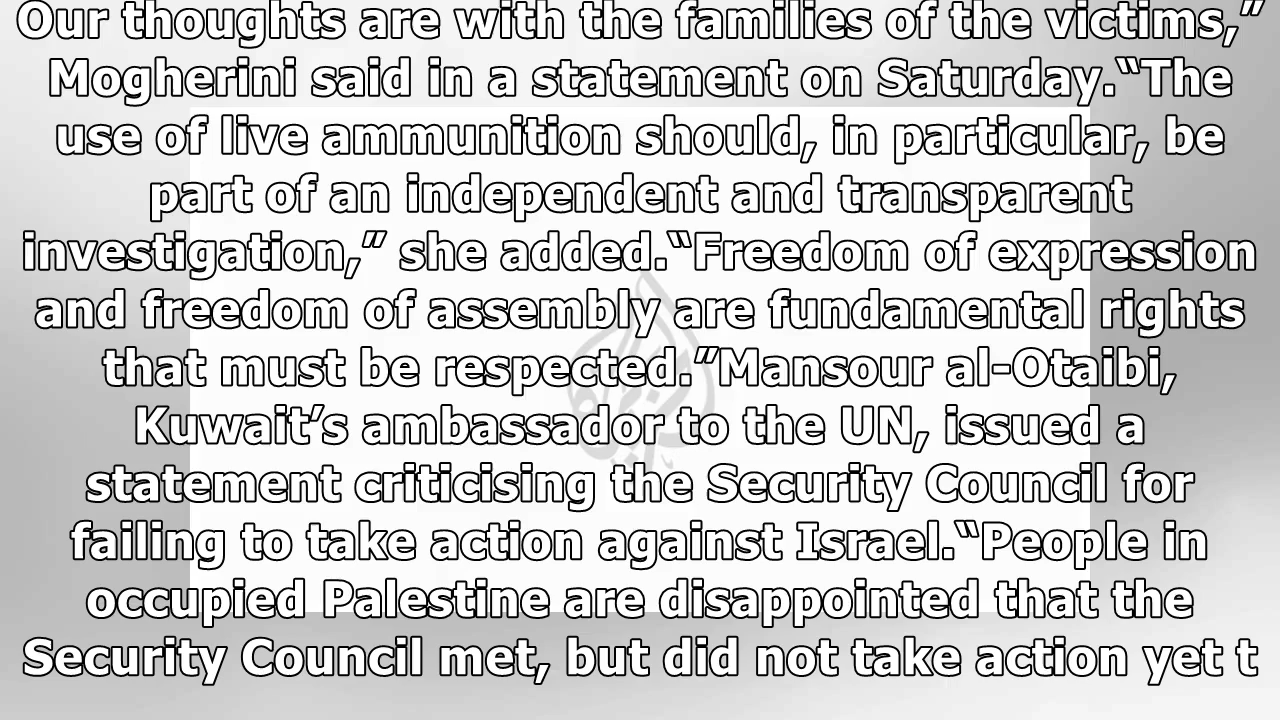 Our thoughts are with the families of the victims,”
Mogherini said in a statement on Saturday.“The
use of live ammunition should, in particular, be
part of an independent and transparent
investigation,” she added.“Freedom of expression
and freedom of assembly are fundamental rights
that must be respected.”Mansour al-Otaibi,
Kuwait’s ambassador to the UN, issued a
statement criticising the Security Council for
failing to take action against Israel.“People in
occupied Palestine are disappointed that the
Security Council met, but did not take action yet t